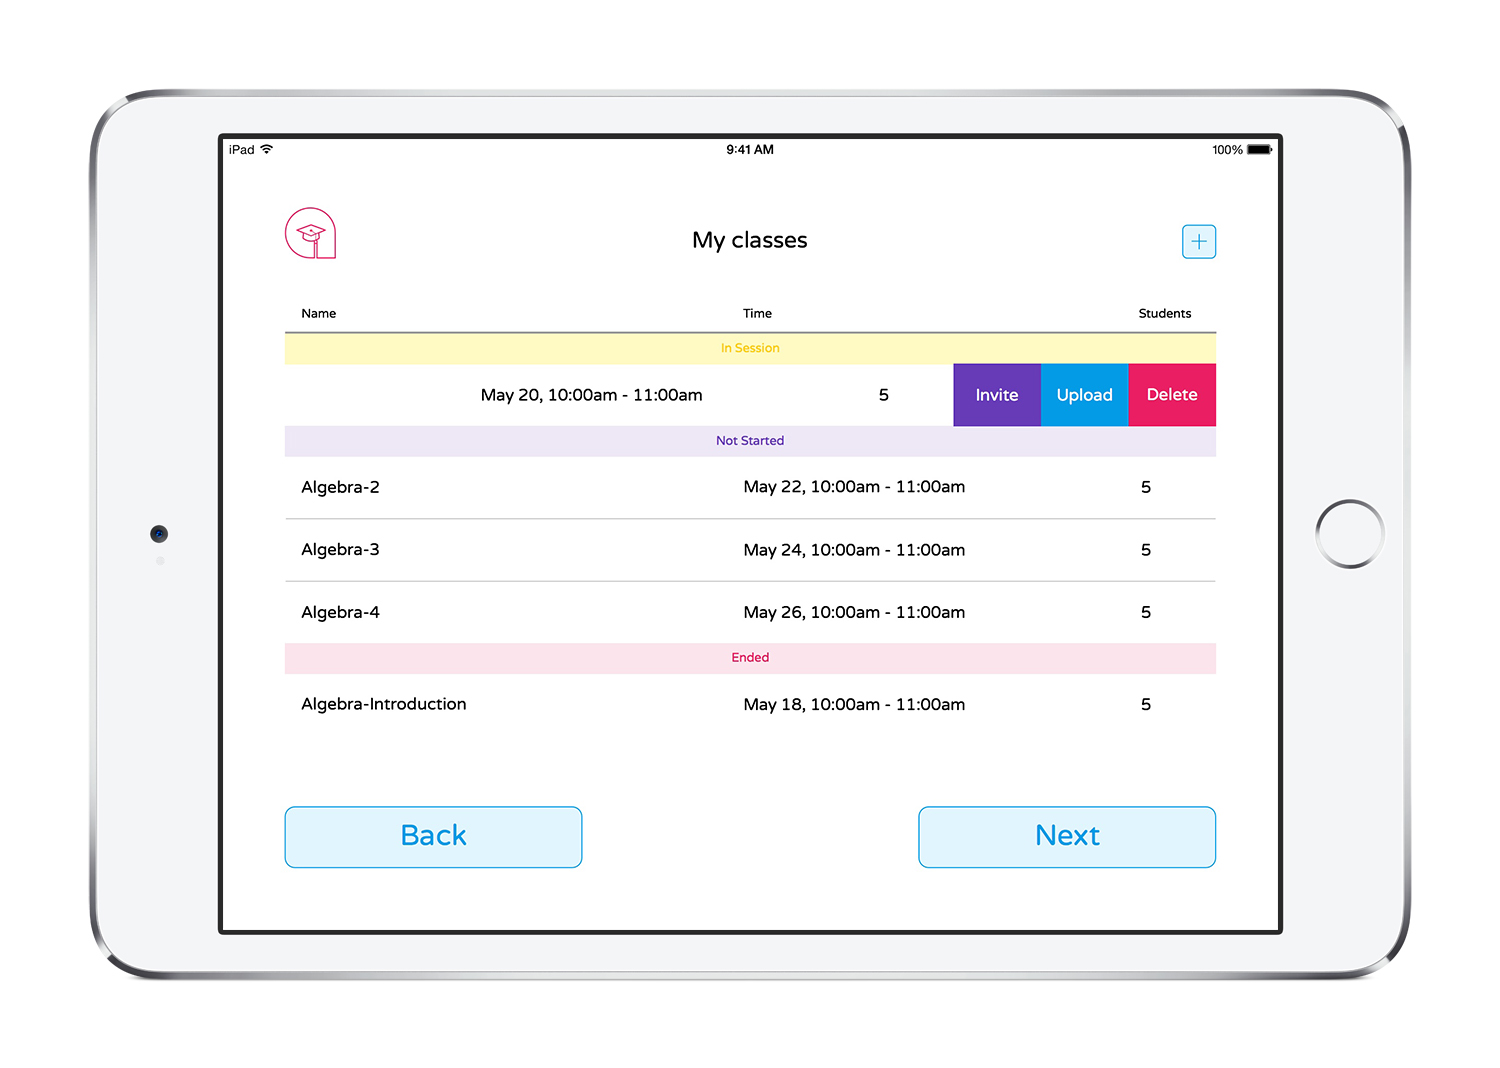 iPad 9:41 AM 100%
My classes
+
Name Time Students
In Session
May 20, 10:00am - 11:00am 5 Invite Upload Delete
Not Started
Algebra-2 May 22, 10:00am - 11:00am 5
Algebra-3 May 24, 10:00am - 11:00am 5
Algebra-4 May 26, 10:00am - 11:00am 5
Ended
Algebra-Introduction May 18, 10:00am - 11:00am 5
Back Next